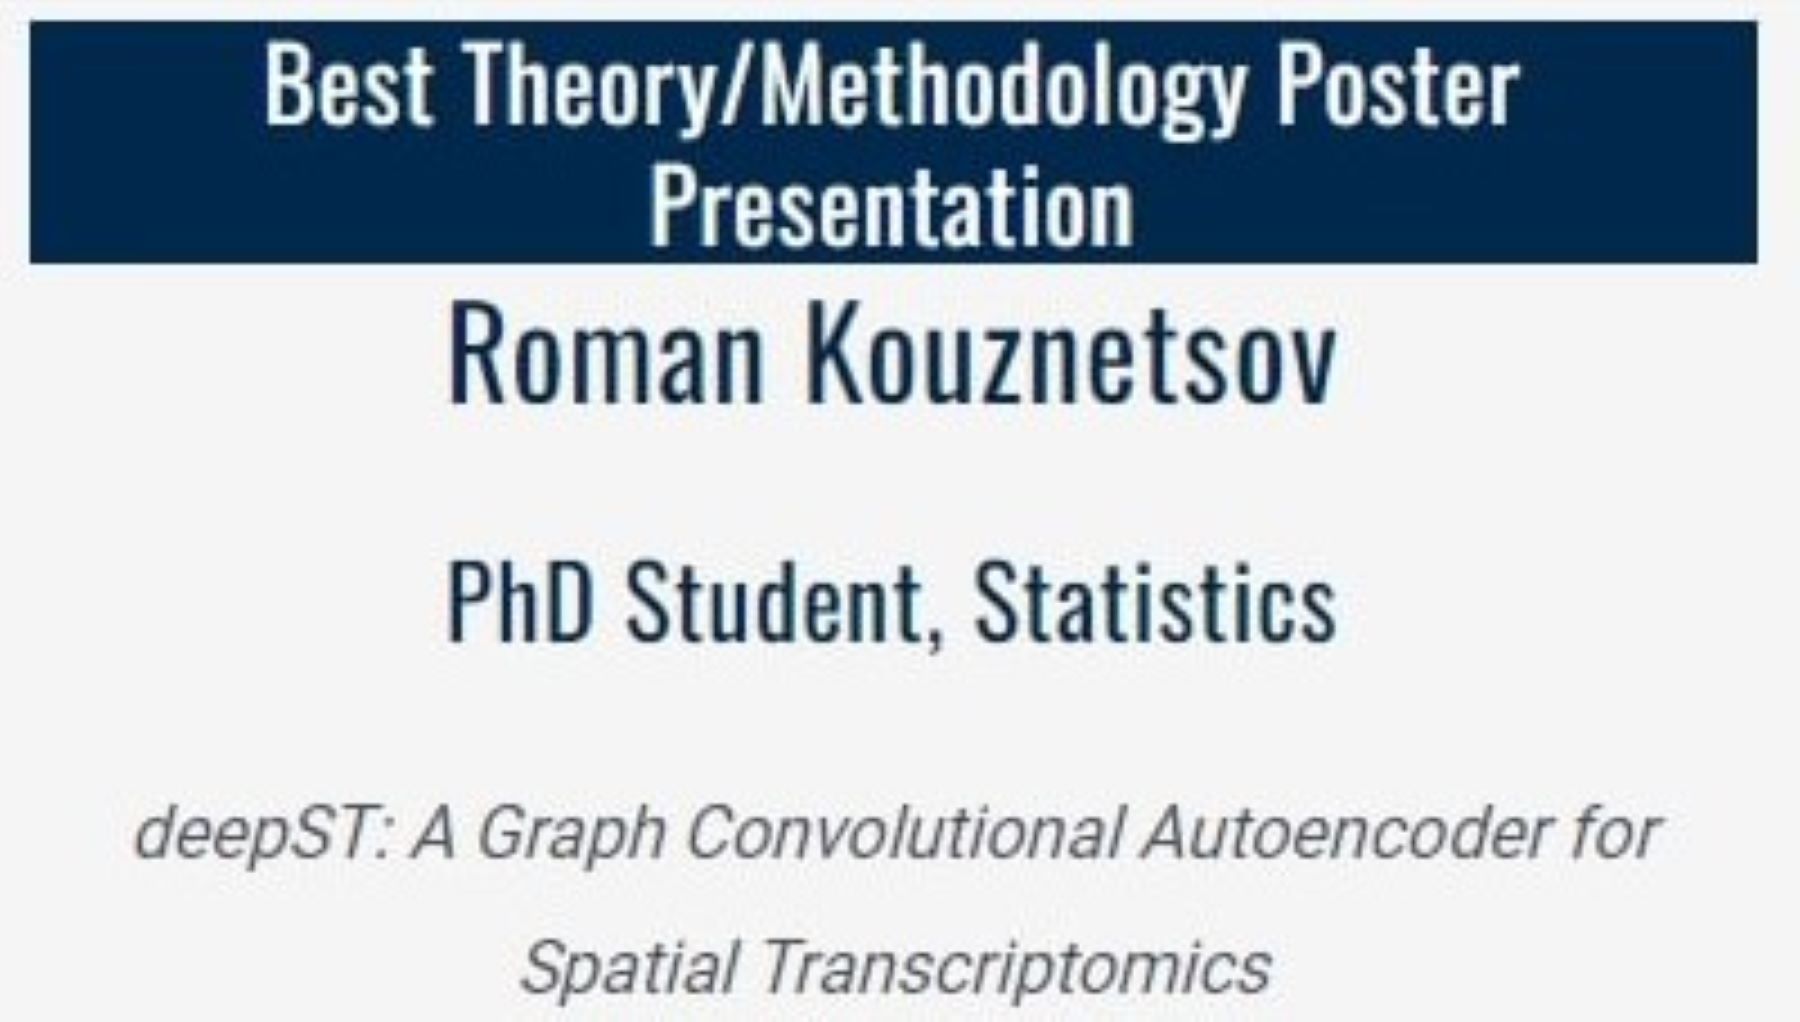 Best Theory/Methodology Poster
Presentation
Roman Kouznetsov
PhD Student, Statistics
deepST: A Graph Convolutional Autoencoder for
Spatial Transcriptomics